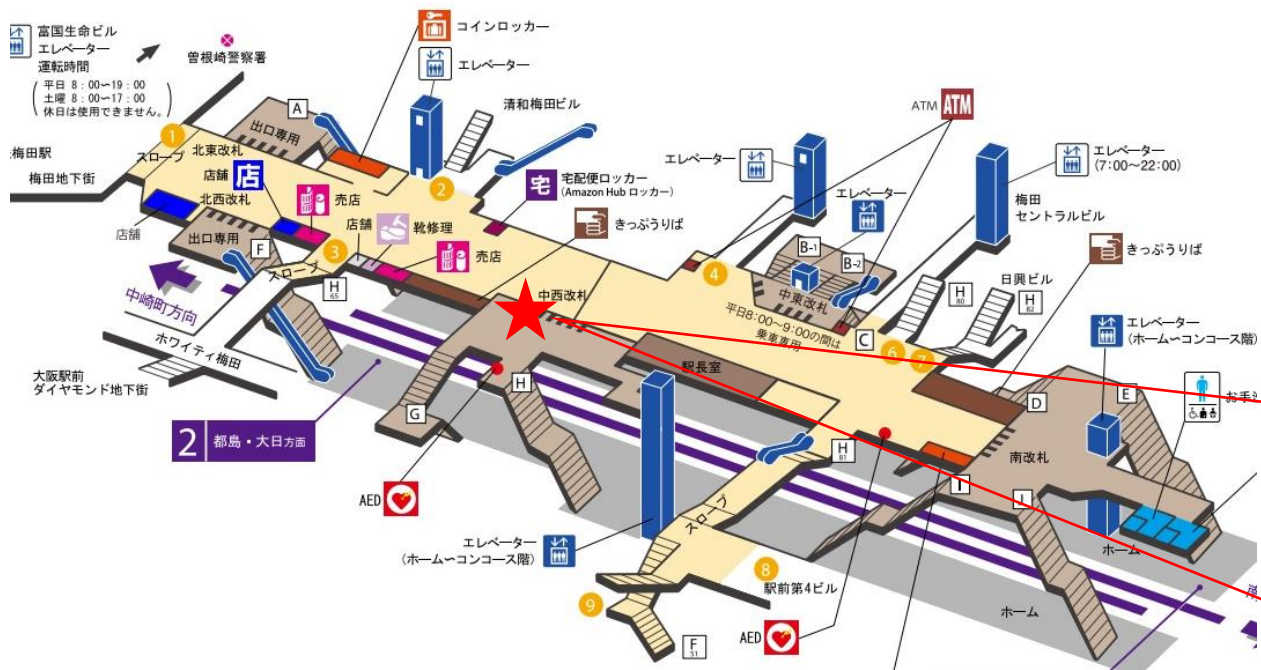 富国生命ビル
エレベーター
運転時間
平日 8：00～19：00
土曜 8：00～17：00
休日は使用できません。
曽根崎警察署
コインロッカー
エレベーター
清和梅田ビル
ATM ATM
エレベーター
エレベーター
エレベーター
(7:00～22:00)
梅田
セントラルビル
A
出口専用
1
北東改札
スロープ
梅田駅
梅田地下街
店舗 店
北西改札
売店
2
宅 宅配便ロッカー
(Amazon Hub ロッカー)
店舗
靴修理
きっぷうりば
店舗
出口専用
F
3
スロープ
売店
H
65
中崎町方向
中西改札
4
B-1
B-2
中東改札
平日8：00～9：00の間は
乗車専用
C
6
7
H
80
日興ビル
H
82
きっぷうりば
エレベーター
(ホーム～コンコース階)
ホワイティ梅田
大阪駅前
ダイヤモンド地下街
駅長室
G
H
D
E
2 都島・大日方面
H
81
南改札
I
J
AED
スロープ
エレベーター
(ホーム～コンコース階)
ホーム
8
駅前第4ビル
9
ホーム
F
51
AED